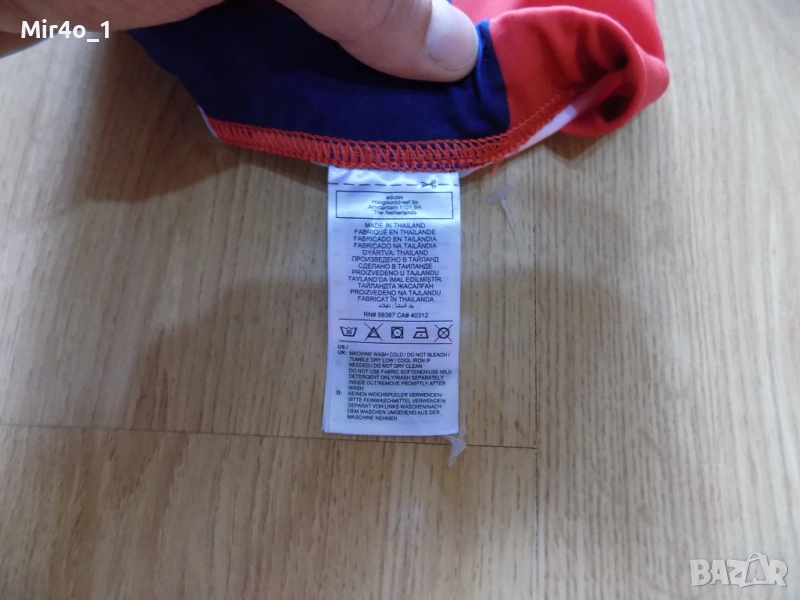 Mir4o_1
adidas
Hoogoorddreef 9a
Amsterdam 1101 BA
The Netherlands
MADE IN THAILAND
FABRIQUÉ EN THAÏLANDE
FABRICADO EN TAILANDIA
FABRICADO NA TAILÂNDIA
GYÁRTVA: THAIFÖLD
ПРОИЗВЕДЕНО В ТАЙЛАНД
СДЕЛАНО В ТАИЛАНДЕ
PROIZVEDENO U TAJLANDU
TAYLAND'DA İMAL EDİLMİŞTİR.
ТАЙЛАНДТА ЖАСАЛҒАН
PROIZVEDENO NA TAJLANDU
FABRICAT ÎN THAILANDA
RN# 88387 CA# 40312
US /
UK: MACHINE WASH COLD / DO NOT BLEACH /
TUMBLE DRY LOW / COOL IRON IF
NEEDED / DO NOT DRY CLEAN
DO NOT USE FABRIC SOFTENER/USE MILD
DETERGENT ONLY/WASH SEPARATELY
INSIDE OUT/REMOVE PROMPTLY AFTER
WASH
D: KEINEN WEICHSPÜLER VERWENDEN/
BITTE FEINWASCHMITTEL VERWENDEN/
SEPARAT VON LINKS WASCHEN/NACH
DEM WASCHEN UMGEHEND AUS DER
MASCHINE NEHMEN
BAZAR